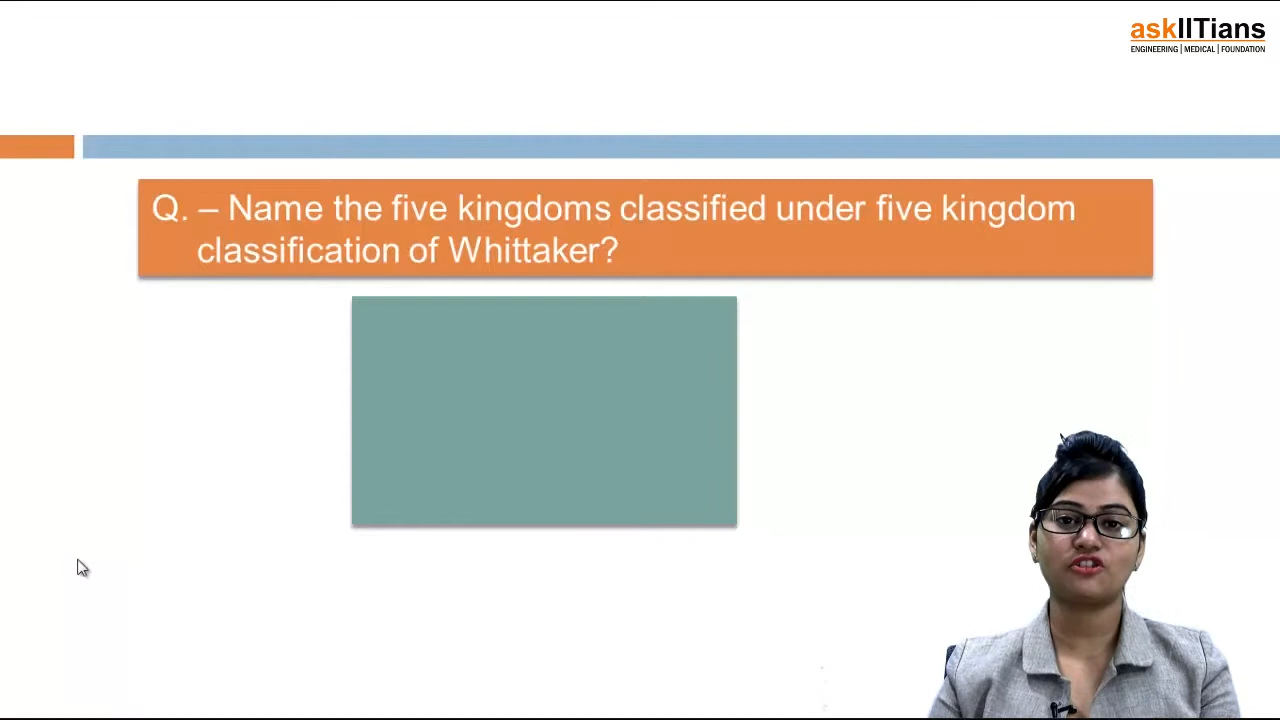 askIITians
ENGINEERING | MEDICAL | FOUNDATION
Q. – Name the five kingdoms classified under five kingdom
classification of Whittaker?